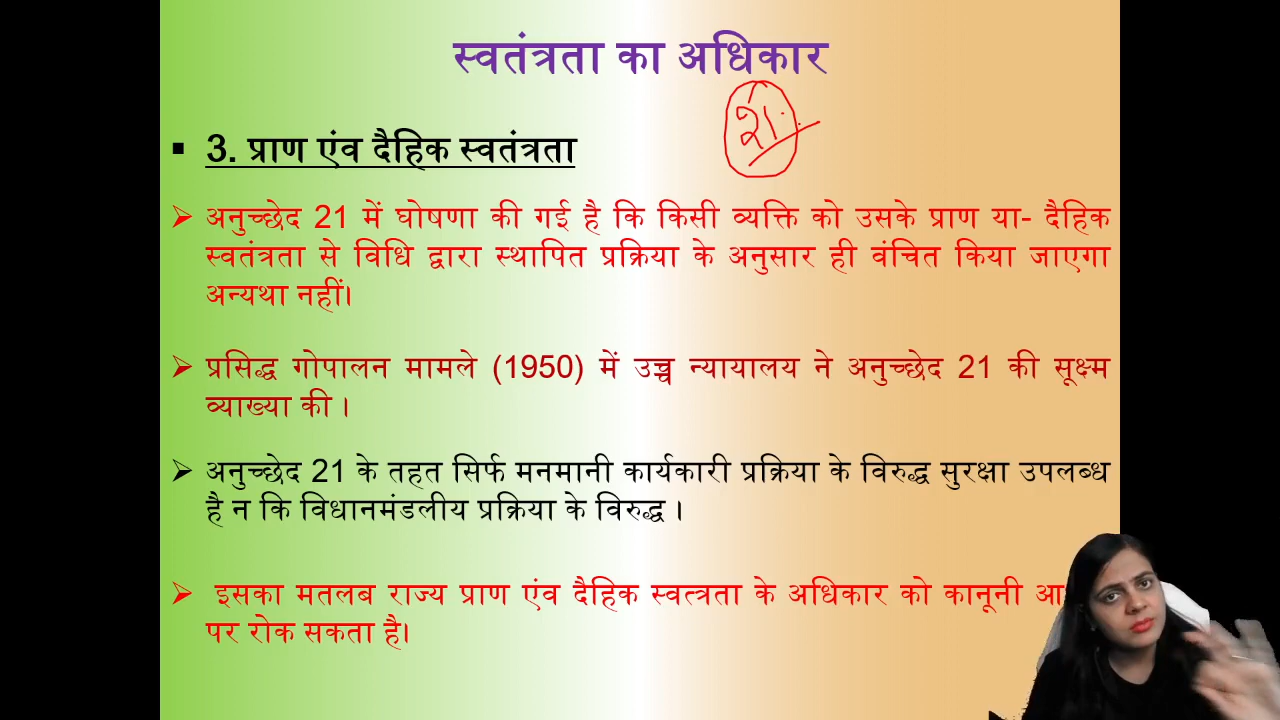 स्वतंत्रता का अधिकार
२१
3. प्राण एंव दैहिक स्वतंत्रता
अनुच्छेद 21 में घोषणा की गई है कि किसी व्यक्ति को उसके प्राण या- दैहिक
स्वतंत्रता से विधि द्वारा स्थापित प्रक्रिया के अनुसार ही वंचित किया जाएगा
अन्यथा नहीं।
प्रसिद्ध गोपालन मामले (1950) में उच्च न्यायालय ने अनुच्छेद 21 की सूक्ष्म
व्याख्या की ।
अनुच्छेद 21 के तहत सिर्फ मनमानी कार्यकारी प्रक्रिया के विरुद्ध सुरक्षा उपलब्ध
है न कि विधानमंडलीय प्रक्रिया के विरुद्ध ।
इसका मतलब राज्य प्राण एंव दैहिक स्वत्त्रता के अधिकार को कानूनी
पर रोक सकता है।